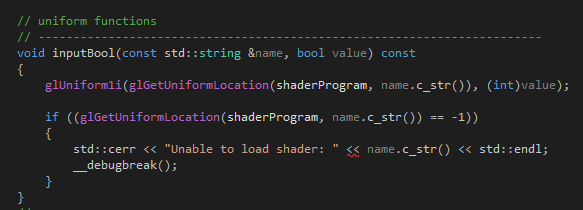 // uniform functions
// ------------------------------------------------------------------------
void inputBool(const std::string &name, bool value) const
{
glUniform1i(glGetUniformLocation(shaderProgram, name.c_str()), (int)value);
if ((glGetUniformLocation(shaderProgram, name.c_str()) == -1))
{
std::cerr << "Unable to load shader: " << name.c_str() << std::endl;
__debugbreak();
}
}